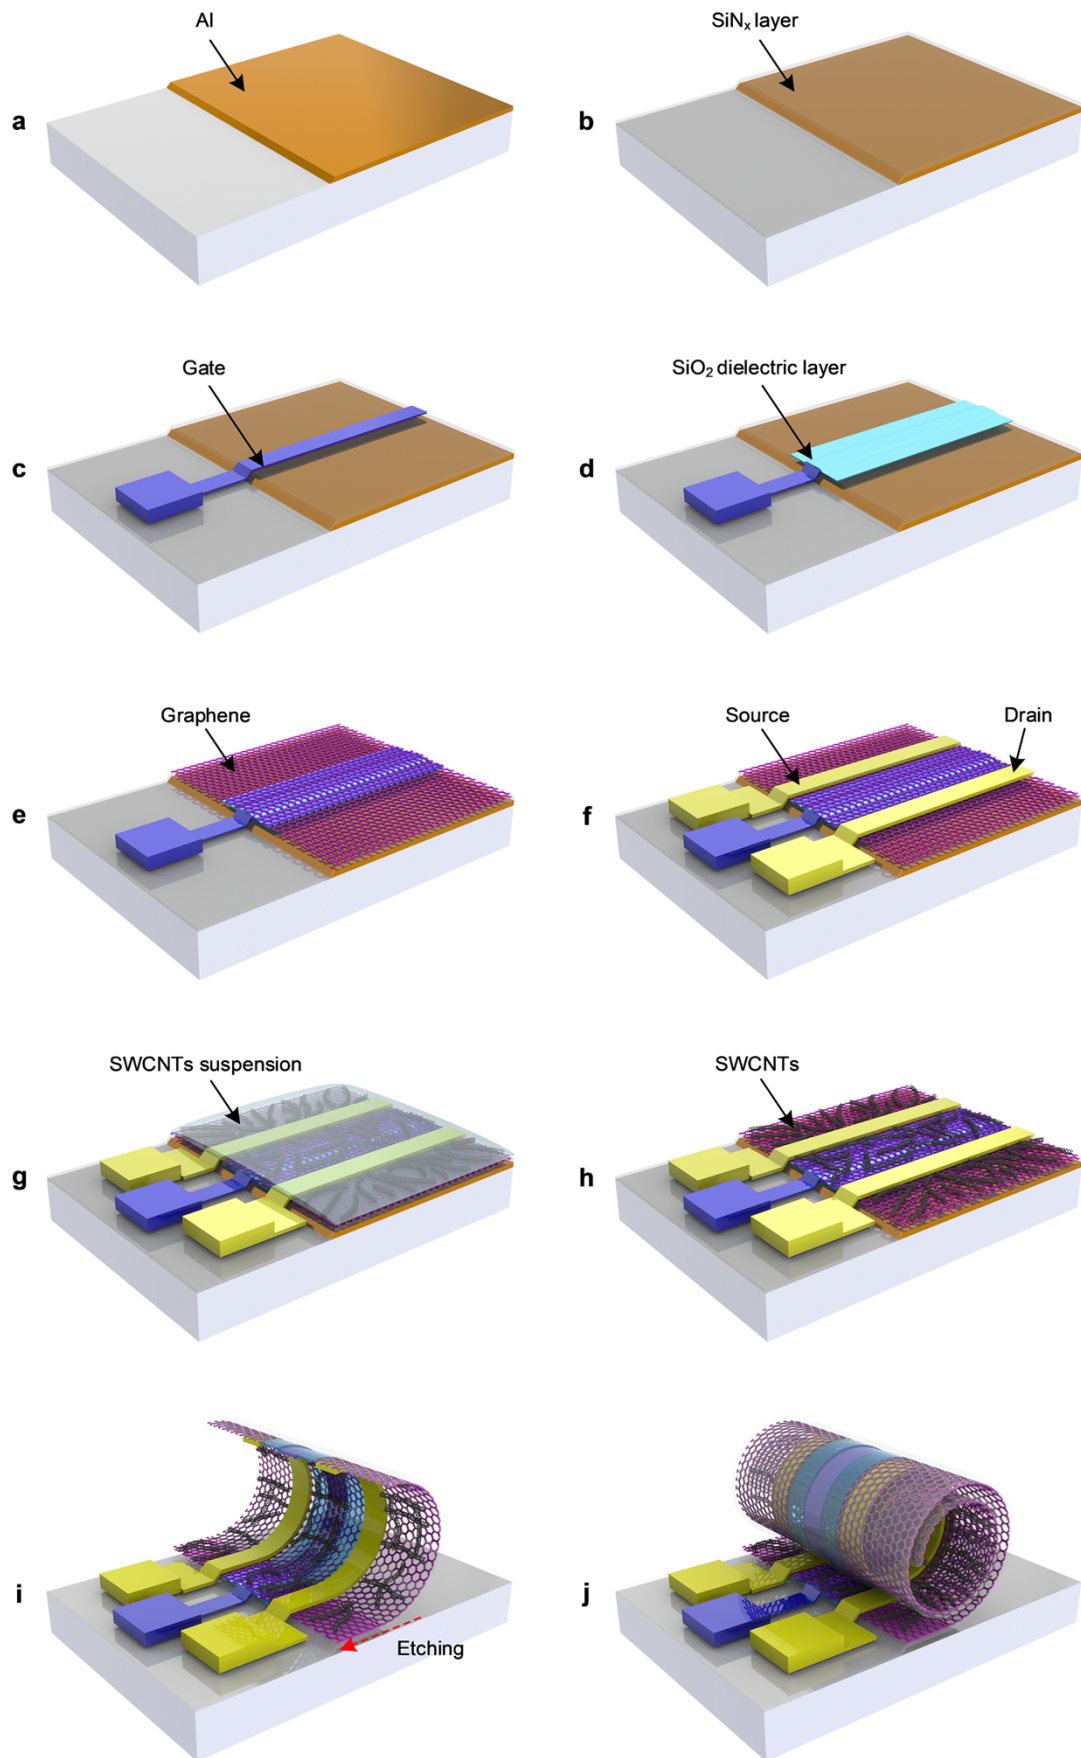 Al
SiNₓ layer
a
b
Gate
SiO₂ dielectric layer
c
d
Graphene
Source
Drain
e
f
SWCNTs suspension
SWCNTs
g
h
i
Etching
j